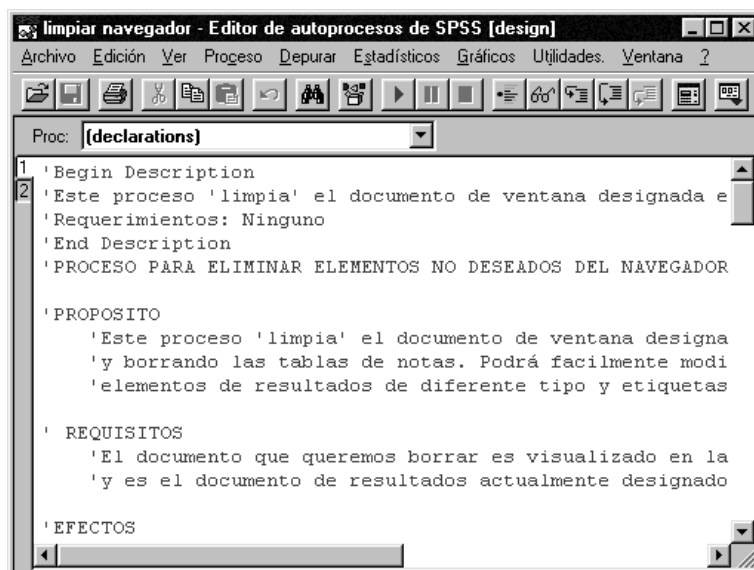 limpiar navegador - Editor de autoprocesos de SPSS [design]
Archivo Edición Ver Proceso Depurar Estadísticos Gráficos Utilidades. Ventana ?
Proc: (declarations)
1
2
'Begin Description
'Este proceso 'limpia' el documento de ventana designada e
'Requerimientos: Ninguno
'End Description
'PROCESO PARA ELIMINAR ELEMENTOS NO DESEADOS DEL NAVEGADOR
'PROPOSITO
'Este proceso 'limpia' el documento de ventana designa
'y borrando las tablas de notas. Podrá facilmente modi
'elementos de resultados de diferente tipo y etiquetas
' REQUISITOS
'El documento que queremos borrar es visualizado en la
'y es el documento de resultados actualmente designado
'EFECTOS